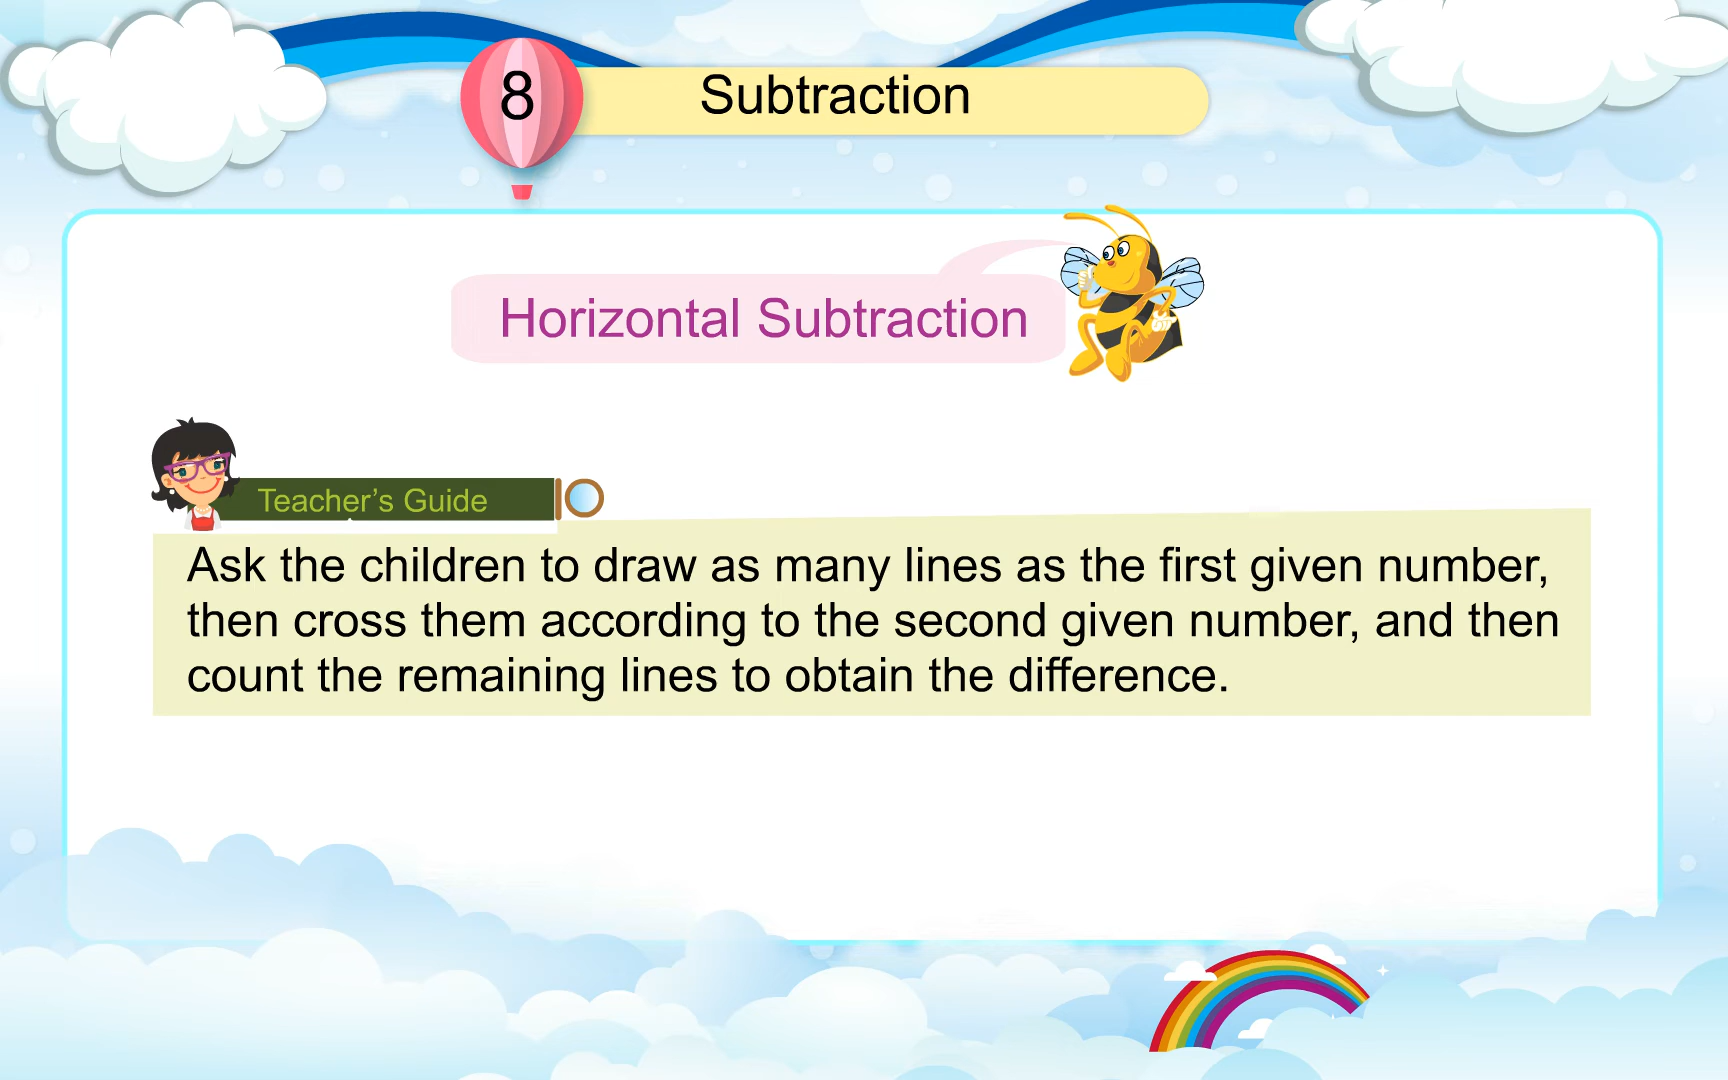 8
Subtraction
Horizontal Subtraction
Teacher’s Guide
Ask the children to draw as many lines as the first given number,
then cross them according to the second given number, and then
count the remaining lines to obtain the difference.